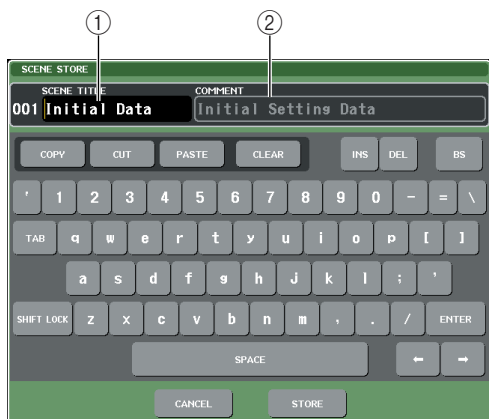 ① ②
SCENE STORE
SCENE TITLE COMMENT
001 Initial Data Initial Setting Data
COPY CUT PASTE CLEAR INS DEL BS
' 1 2 3 4 5 6 7 8 9 0 - = \
TAB q w e r t y u i o p [ ]
a s d f g h j k l ; '
SHIFT LOCK z x c v b n m , . / ENTER
SPACE ← →
CANCEL STORE